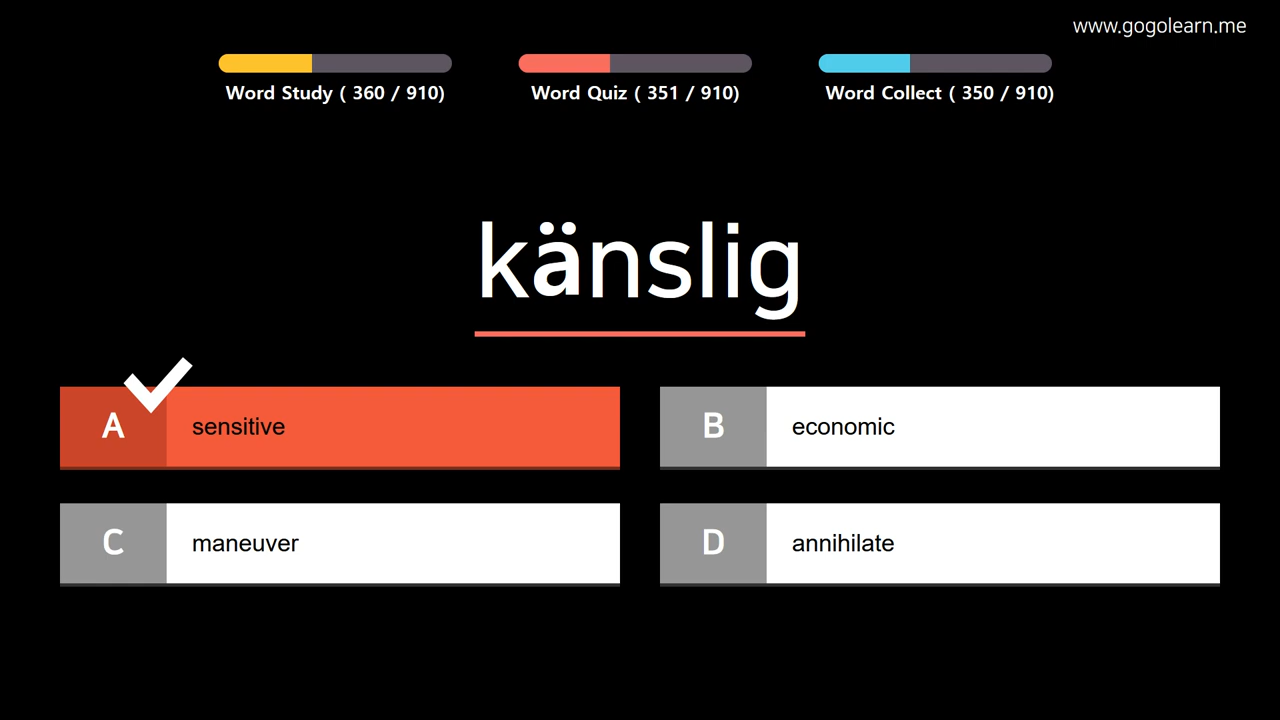 www.gogolearn.me
Word Study ( 360 / 910)
Word Quiz ( 351 / 910)
Word Collect ( 350 / 910)
känslig
A sensitive
B economic
C maneuver
D annihilate